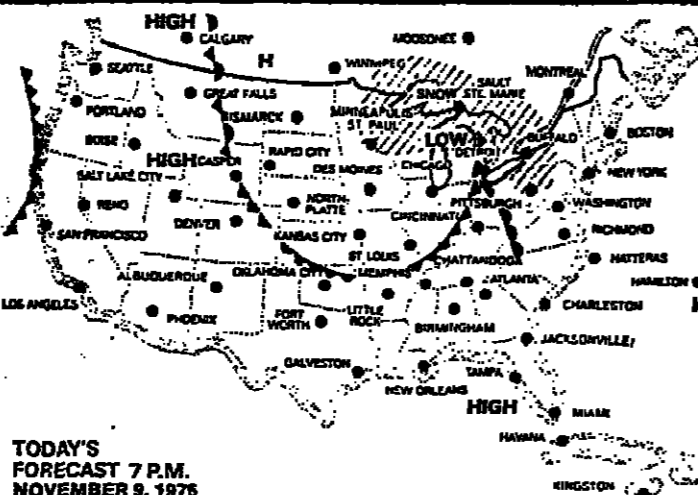 HIGH
CALGARY
MOOSONEE
H
SEATTLE
WINNIPEG
SAULT
STE. MARIE
MONTREAL
GREAT FALLS
SNOW
PORTLAND
BISMARCK
MINNEAPOLIS
ST PAUL
BOISE
LOW
BUFFALO
BOSTON
HIGH
CASPER
RAPID CITY
DES MOINES
CHICAGO
DETROIT
SALT LAKE CITY
NEW YORK
RENO
NORTH
PLATTE
PITTSBURGH
WASHINGTON
CINCINNATI
DENVER
KANSAS CITY
RICHMOND
SAN FRANCISCO
ST LOUIS
CHATTANOOGA
HATTERAS
ALBUQUERQUE
OKLAHOMA CITY
MEMPHIS
ATLANTA
HAMILTON
LOS ANGELES
CHARLESTON
PHOENIX
FORT
WORTH
LITTLE
ROCK
BIRMINGHAM
JACKSONVILLE
GALVESTON
TAMPA
NEW ORLEANS
HIGH
MIAMI
HAVANA
TODAY'S
FORECAST 7 P.M.
NOVEMBER 9, 1975
KINGSTON